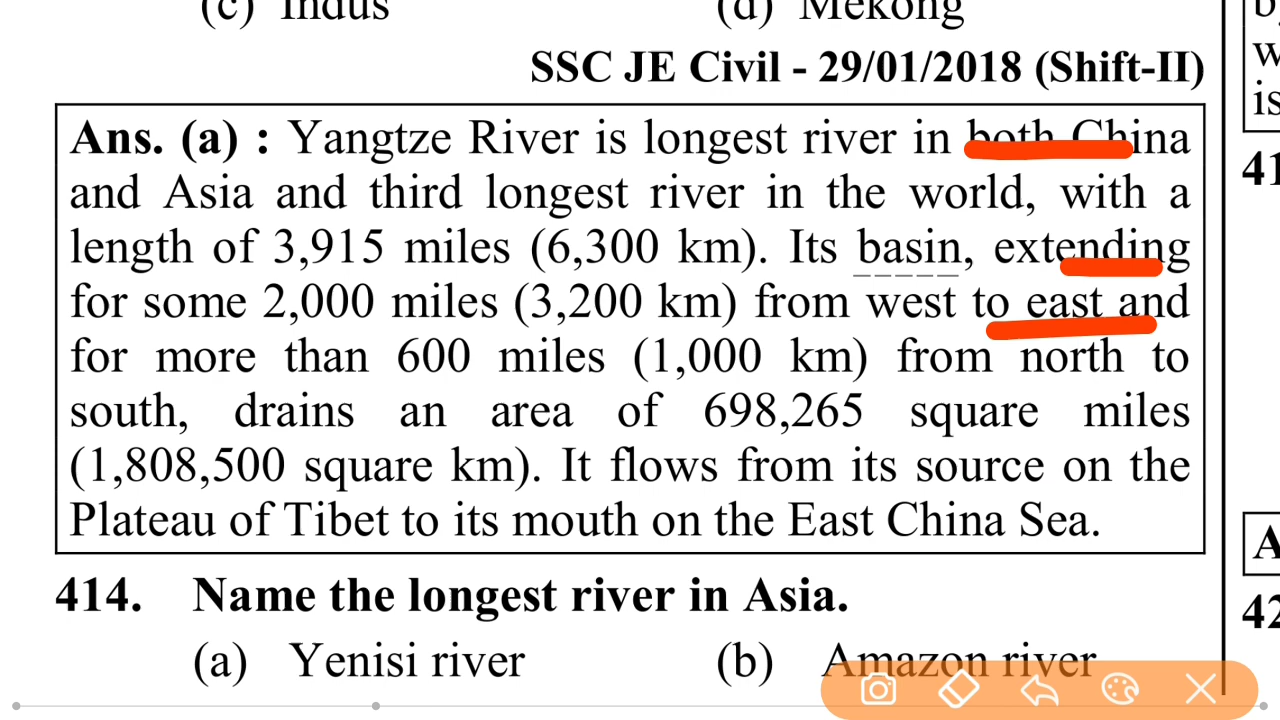 (c) Indus (d) Mekong
SSC JE Civil - 29/01/2018 (Shift-II)
Ans. (a) : Yangtze River is longest river in both China
and Asia and third longest river in the world, with a
length of 3,915 miles (6,300 km). Its basin, extending
for some 2,000 miles (3,200 km) from west to east and
for more than 600 miles (1,000 km) from north to
south, drains an area of 698,265 square miles
(1,808,500 square km). It flows from its source on the
Plateau of Tibet to its mouth on the East China Sea.
414. Name the longest river in Asia.
(a) Yenisi river (b) Amazon river